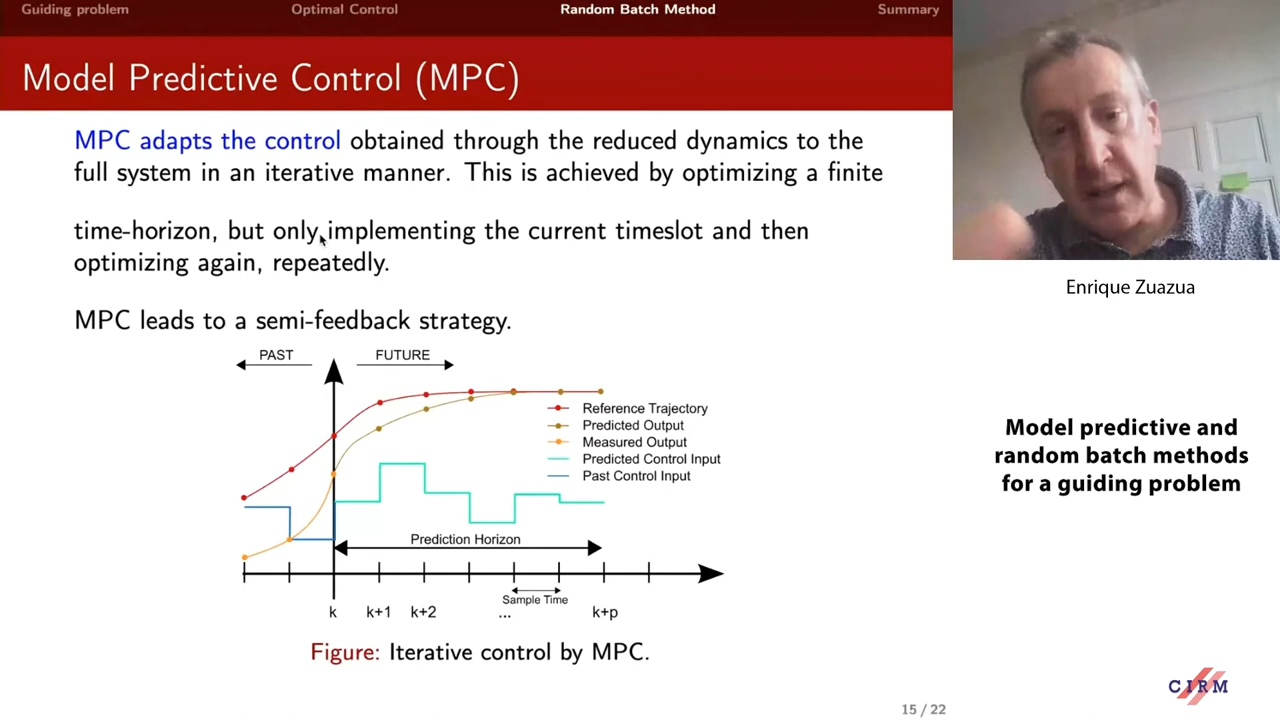 Guiding problem Optimal Control Random Batch Method Summary
Model Predictive Control (MPC)
MPC adapts the control obtained through the reduced dynamics to the
full system in an iterative manner. This is achieved by optimizing a finite
time-horizon, but only implementing the current timeslot and then
optimizing again, repeatedly.
MPC leads to a semi-feedback strategy.
PAST FUTURE
Reference Trajectory
Predicted Output
Measured Output
Predicted Control Input
Past Control Input
Prediction Horizon
Sample Time
k k+1 k+2 ... k+p
Figure: Iterative control by MPC.
15 / 22
Enrique Zuazua
Model predictive and
random batch methods
for a guiding problem
CIRM